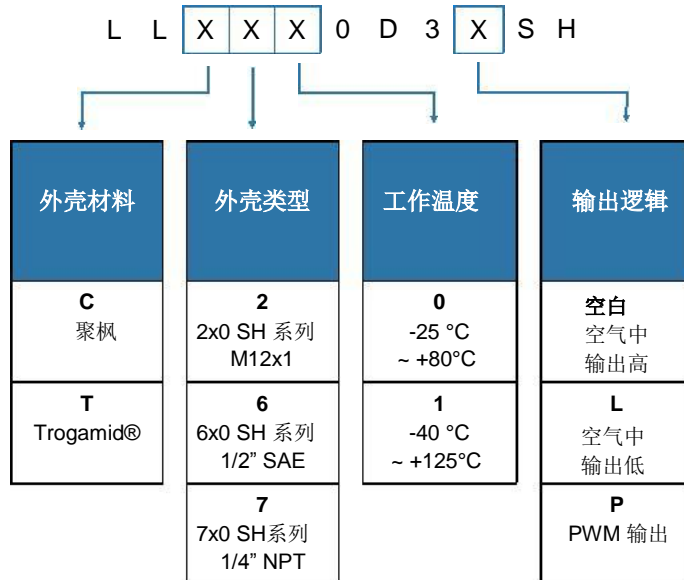 L L X X X 0 D 3 X S H
外壳材料
外壳类型
工作温度
输出逻辑
C
聚枫
T
Trogamid®
2
2x0 SH 系列
M12x1
6
6x0 SH 系列
1/2” SAE
7
7x0 SH系列
1/4” NPT
0
-25 °C
~ +80°C
1
-40 °C
~ +125°C
空白
空气中
输出高
L
空气中
输出低
P
PWM 输出